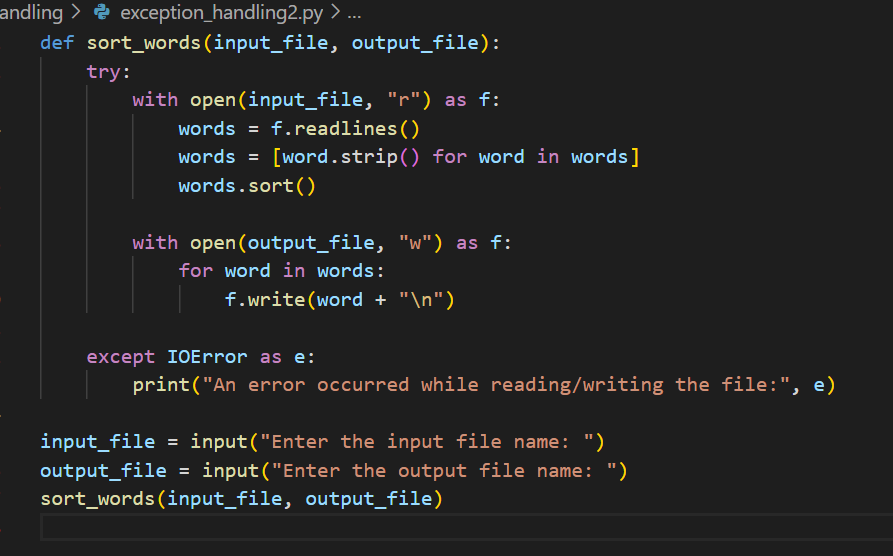 andling > exception_handling2.py > ...
def sort_words(input_file, output_file):
    try:
        with open(input_file, "r") as f:
            words = f.readlines()
            words = [word.strip() for word in words]
            words.sort()

        with open(output_file, "w") as f:
            for word in words:
                f.write(word + "\n")

    except IOError as e:
        print("An error occurred while reading/writing the file:", e)

input_file = input("Enter the input file name: ")
output_file = input("Enter the output file name: ")
sort_words(input_file, output_file)